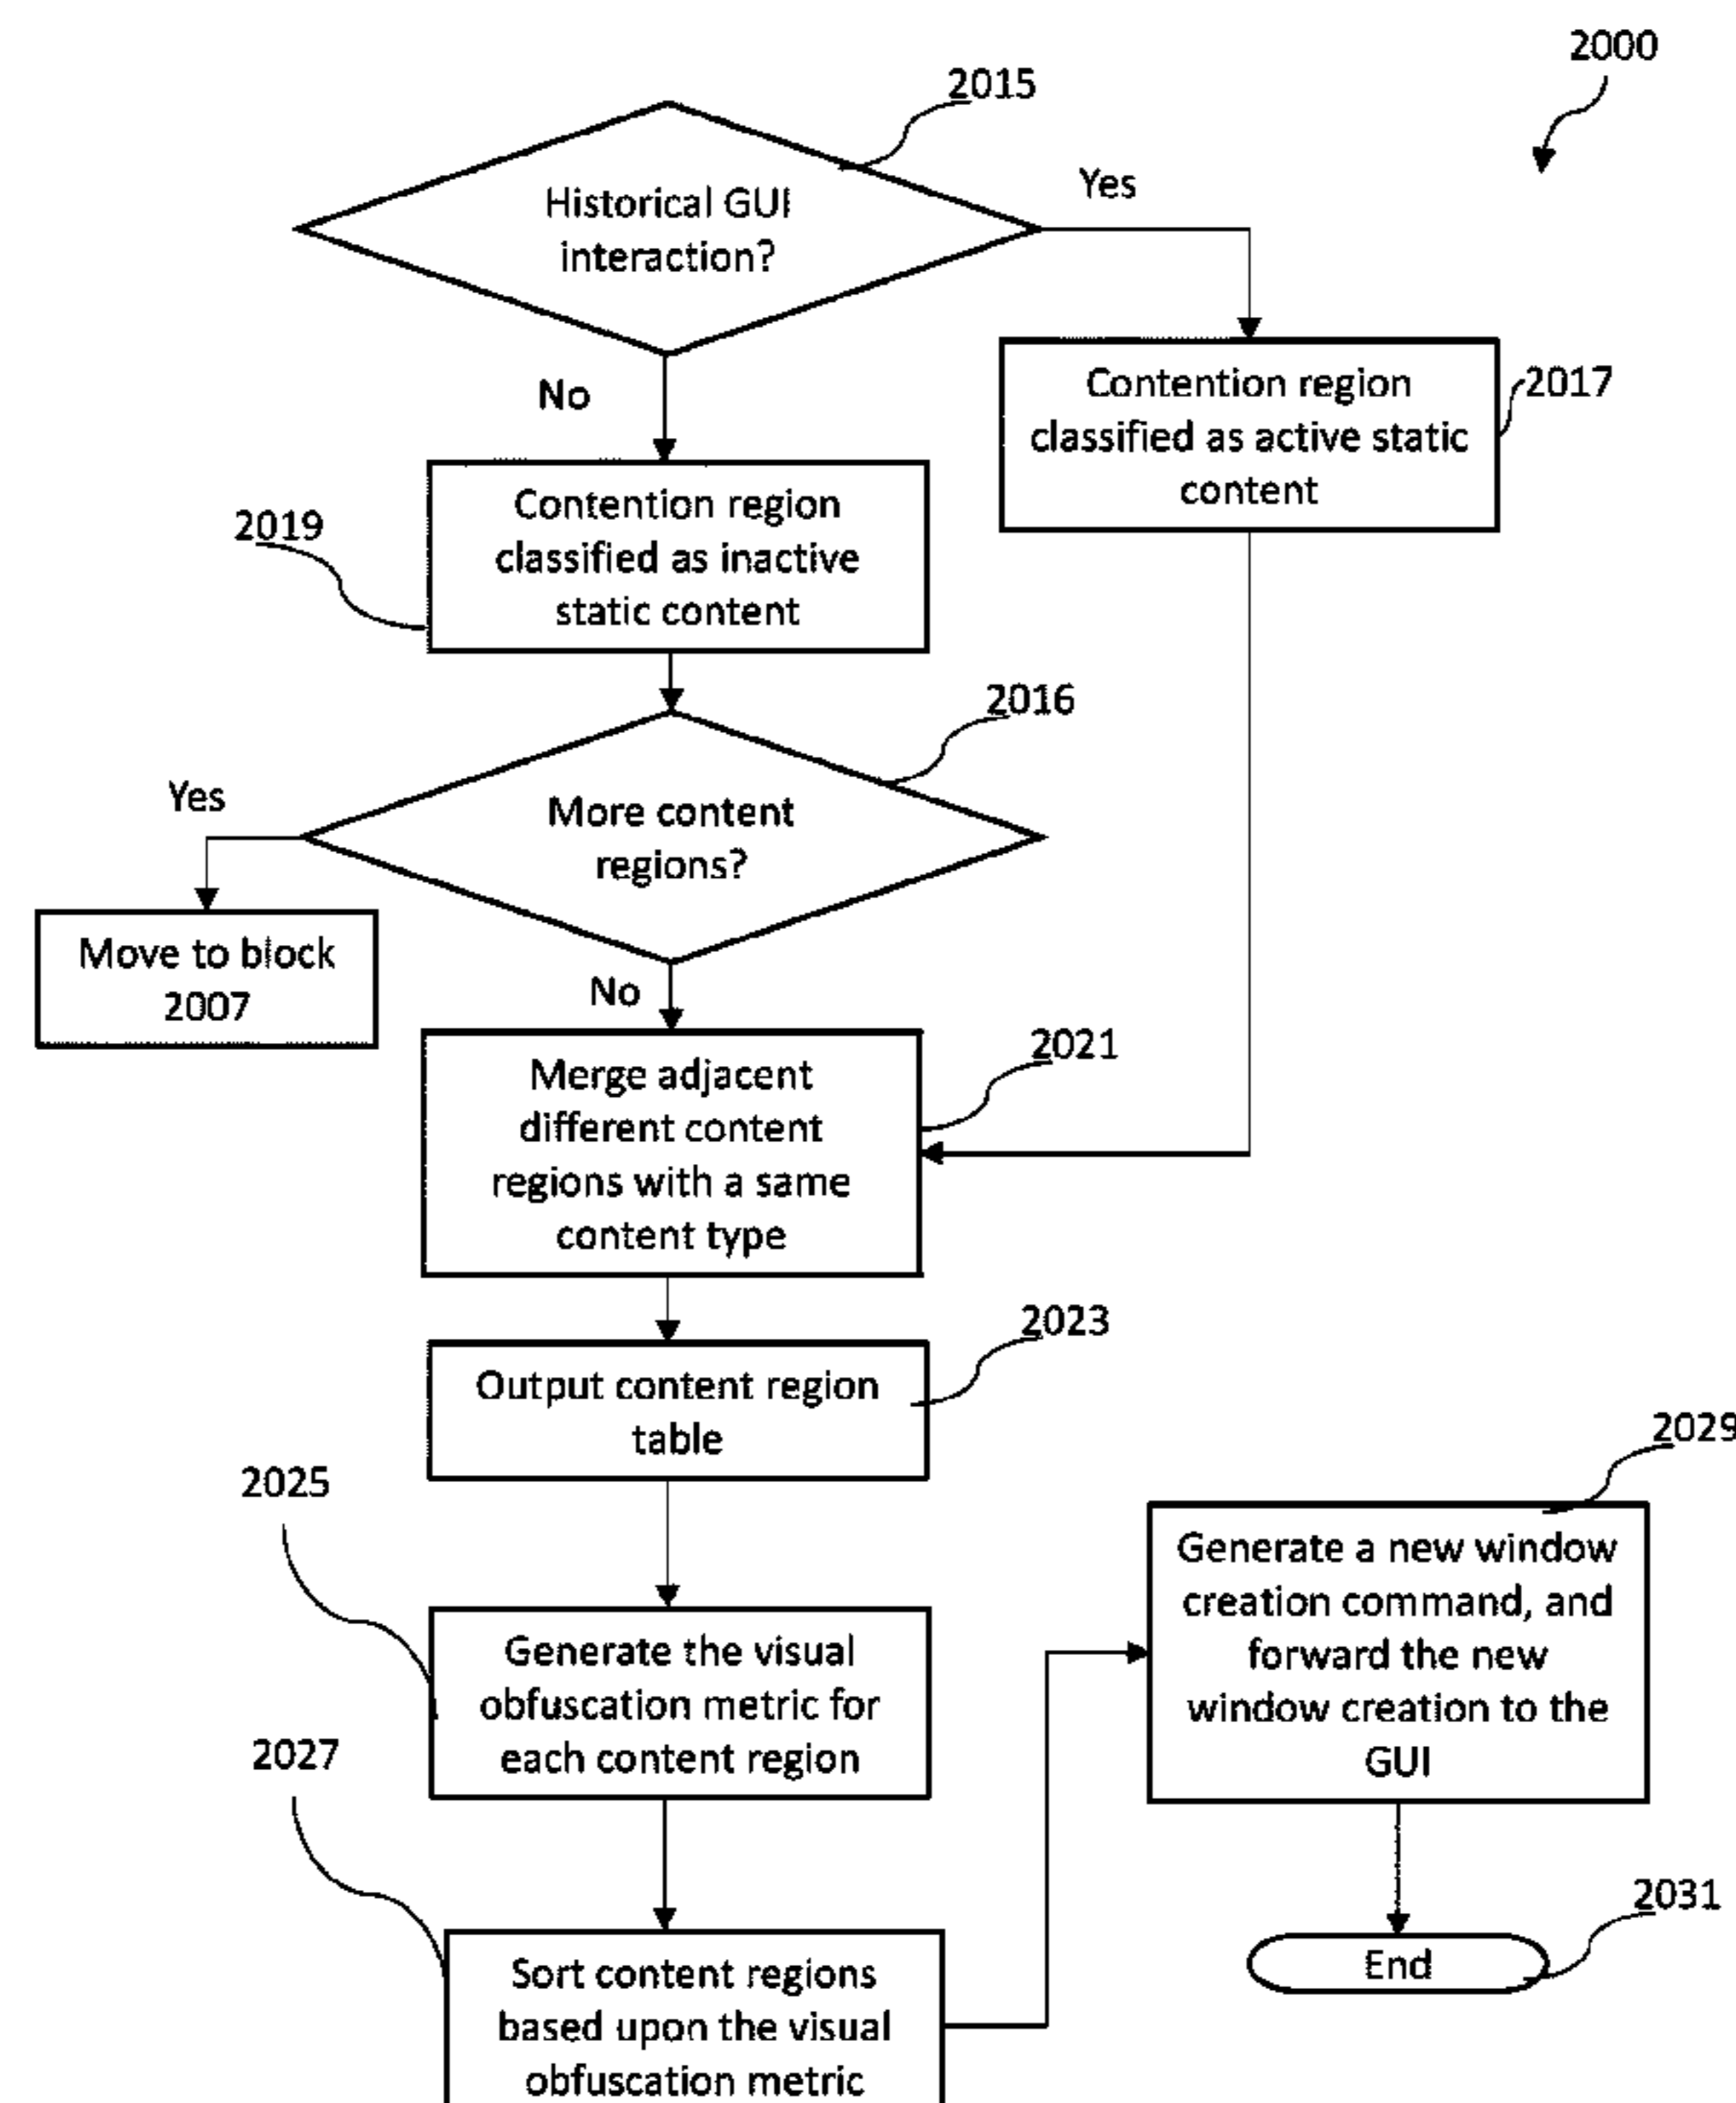 2000
2015
Historical GUI
interaction?
Yes
No
Contention region
classified as active static
content
2017
2019
Contention region
classified as inactive
static content
2016
More content
regions?
Yes
Move to block
2007
No
2021
Merge adjacent
different content
regions with a same
content type
2023
Output content region
table
2025
Generate the visual
obfuscation metric for
each content region
2027
Sort content regions
based upon the visual
obfuscation metric
2029
Generate a new window
creation command, and
forward the new
window creation to the
GUI
2031
End